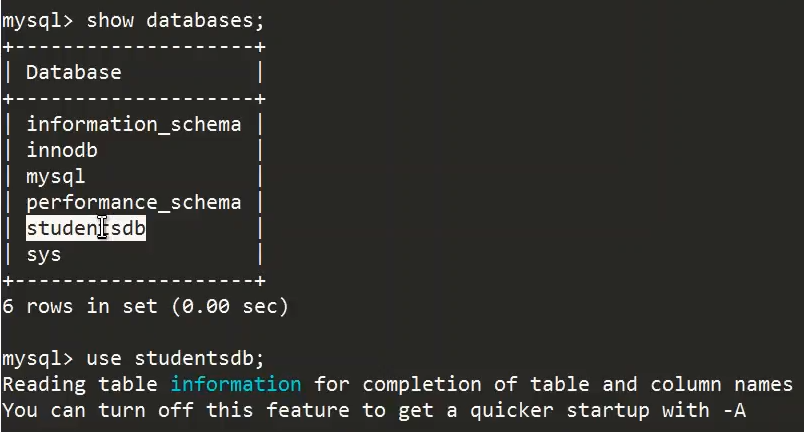 mysql> show databases;
+---------------------+
| Database            |
+---------------------+
| information_schema |
| innodb              |
| mysql               |
| performance_schema |
| studentsdb          |
| sys                 |
+---------------------+
6 rows in set (0.00 sec)
mysql> use studentsdb;
Reading table information for completion of table and column names
You can turn off this feature to get a quicker startup with -A